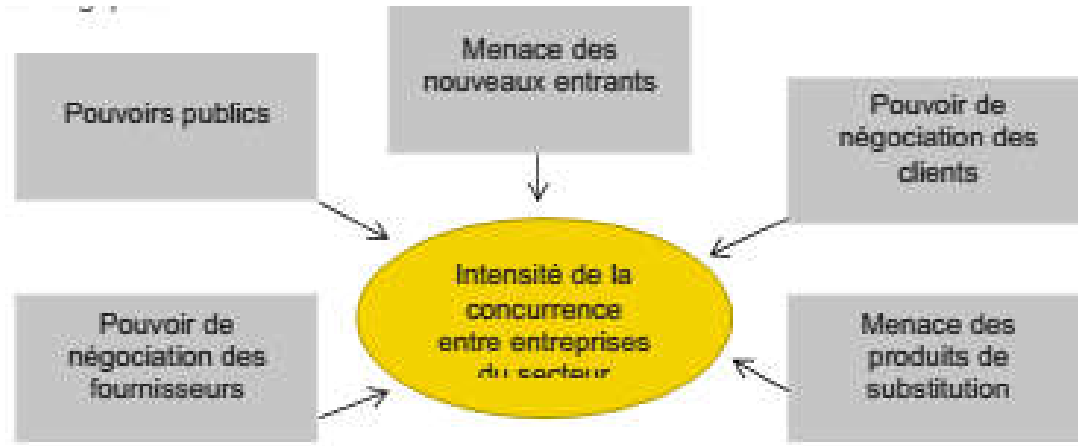 Menace des
nouveaux entrants
Pouvoirs publics
Pouvoir de
négociation des
clients
Intensité de la
concurrence
entre entreprises
du secteur
Pouvoir de
négociation des
fournisseurs
Menace des
produits de
substitution